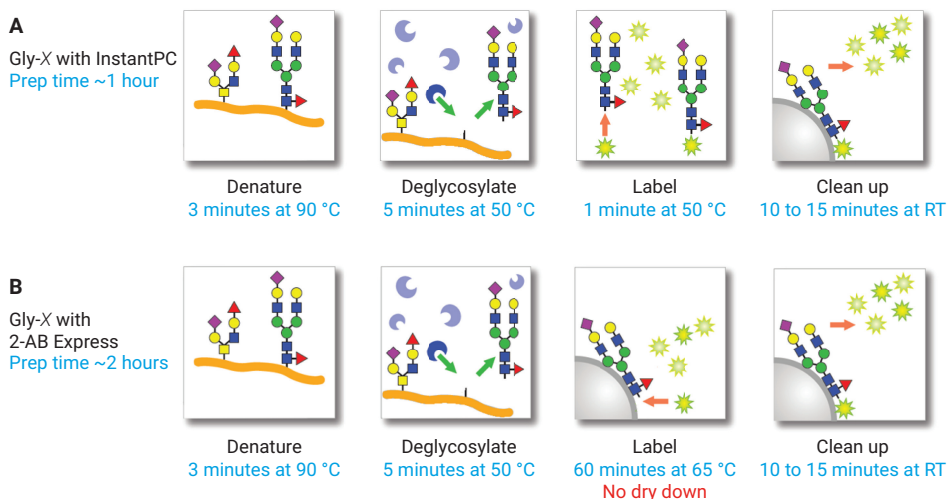 A
Gly-X with InstantPC
Prep time ~1 hour
Denature
3 minutes at 90 °C
Deglycosylate
5 minutes at 50 °C
Label
1 minute at 50 °C
Clean up
10 to 15 minutes at RT
B
Gly-X with
2-AB Express
Prep time ~2 hours
Denature
3 minutes at 90 °C
Deglycosylate
5 minutes at 50 °C
Label
60 minutes at 65 °C
No dry down
Clean up
10 to 15 minutes at RT